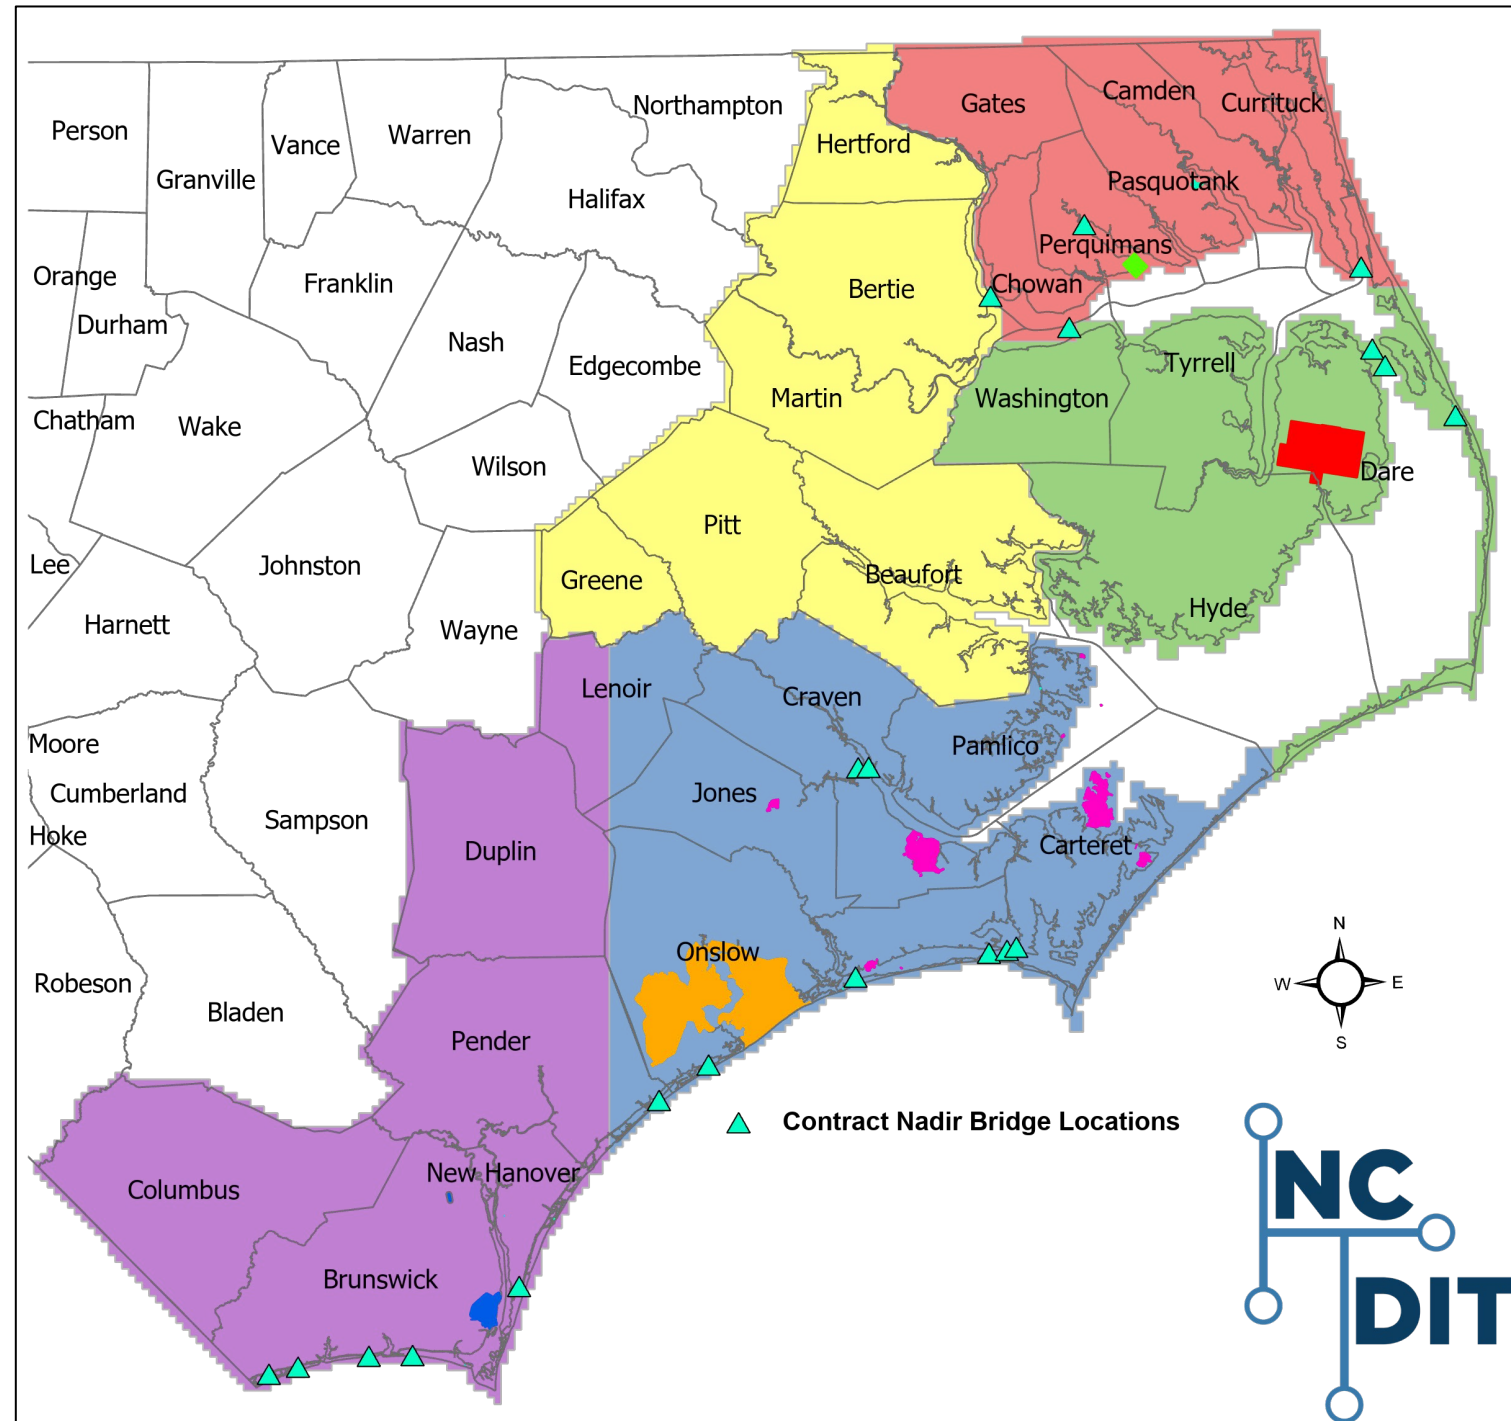 Northampton
Gates
Camden
Currituck
Person
Vance
Warren
Hertford
Granville
Halifax
Pasquotank
Perquimans
Orange
Franklin
Bertie
Chowan
Durham
Nash
Edgecombe
Tyrrell
Martin
Washington
Chatham
Wake
Wilson
Dare
Pitt
Lee
Johnston
Greene
Beaufort
Harnett
Wayne
Hyde
Lenoir
Craven
Moore
Pamlico
Cumberland
Jones
Hoke
Sampson
Duplin
Carteret
N
Onslow
Robeson
W
E
Bladen
Pender
S
Contract Nadir Bridge Locations
New Hanover
Columbus
NC
Brunswick
DIT